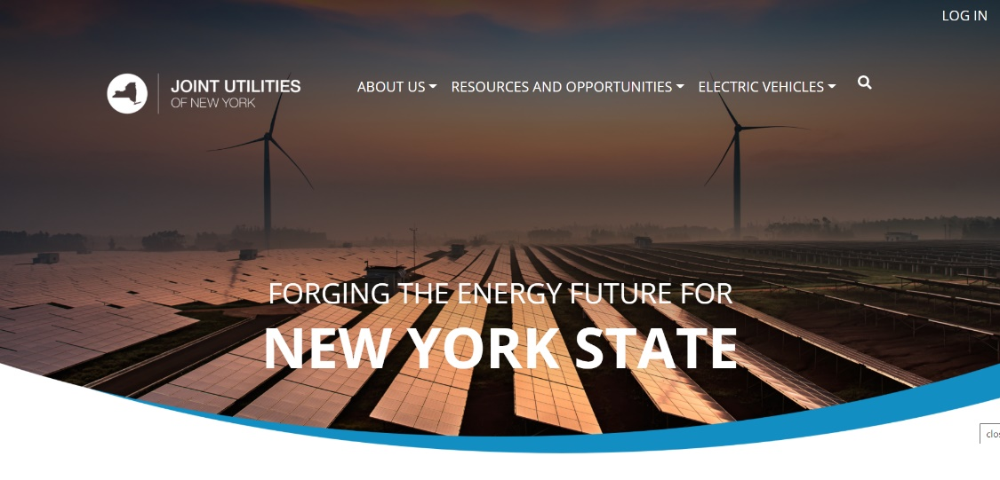 LOG IN
JOINT UTILITIES
OF NEW YORK
ABOUT US
RESOURCES AND OPPORTUNITIES
ELECTRIC VEHICLES
FORGING THE ENERGY FUTURE FOR
NEW YORK STATE